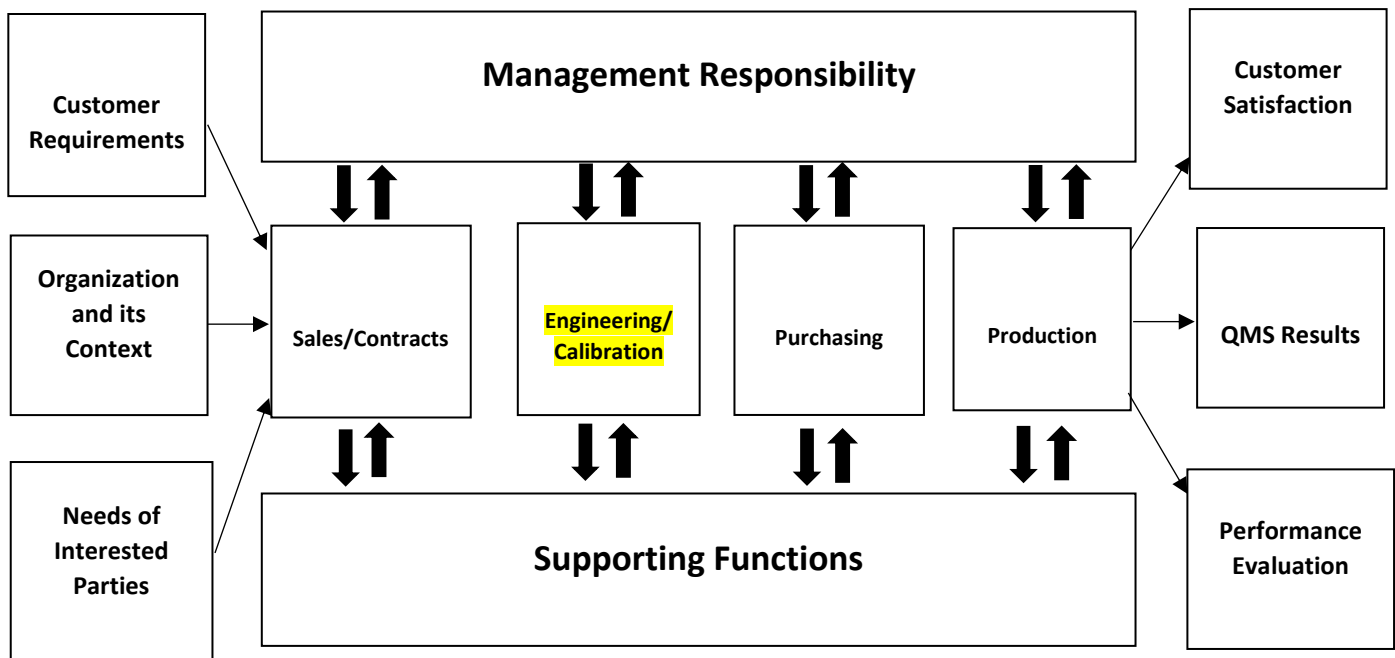 Customer
Requirements
Organization
and its
Context
Needs of
Interested
Parties
Management Responsibility
Sales/Contracts
Engineering/
Calibration
Purchasing
Production
Supporting Functions
Customer
Satisfaction
QMS Results
Performance
Evaluation